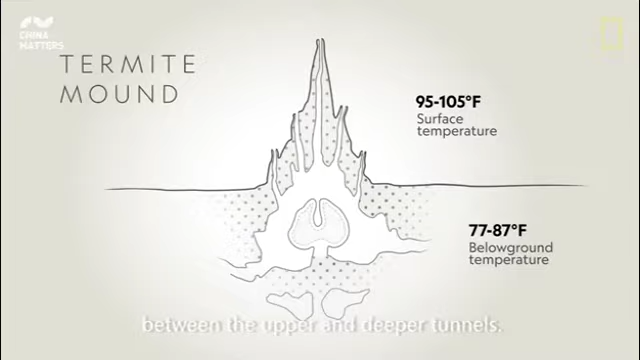 CHINA
MATTERS
TERMITE
MOUND
95-105°F
Surface
temperature
77-87°F
Belowground
temperature
between the upper and deeper tunnels.